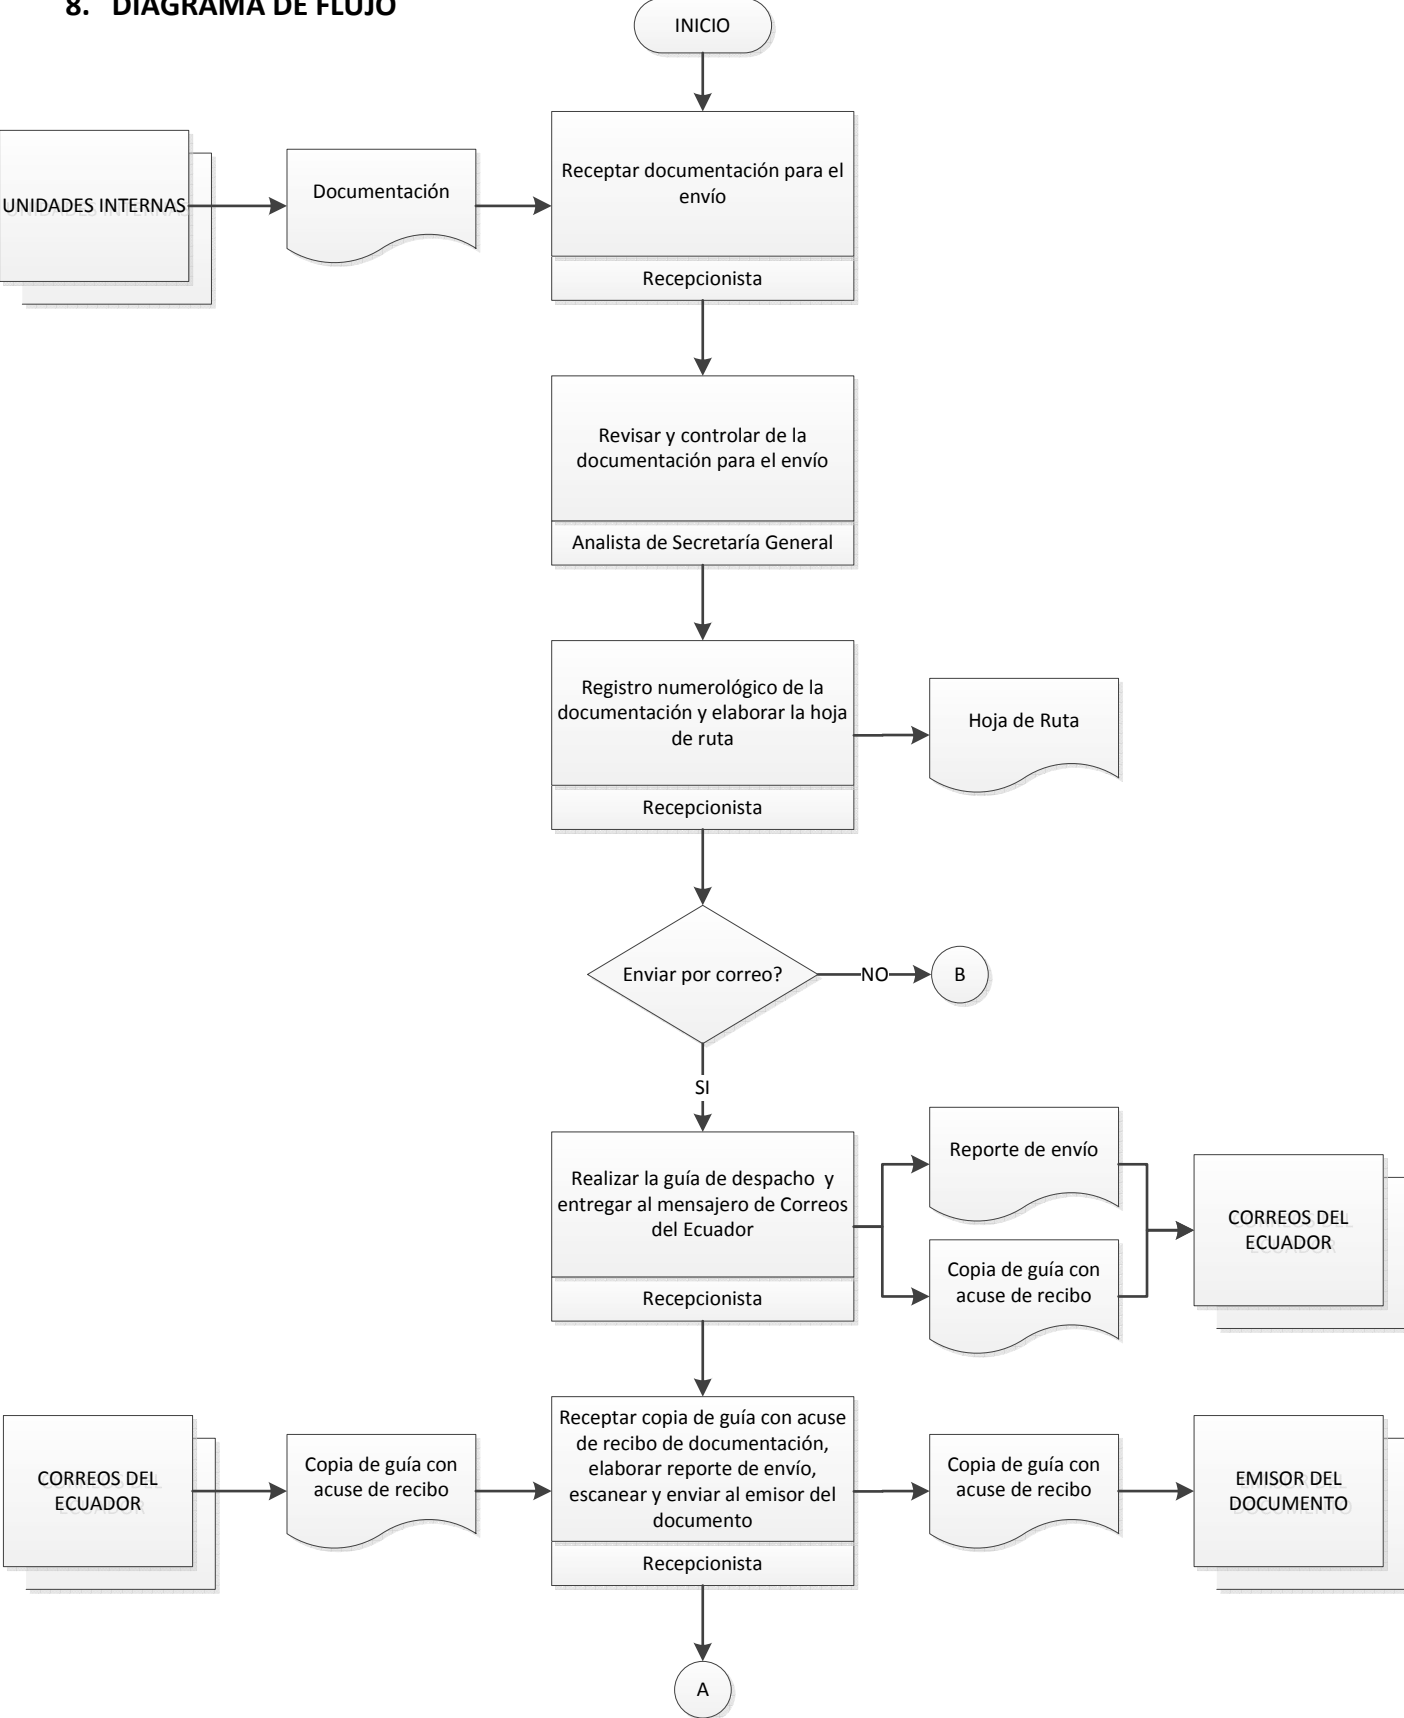 8. DIAGRAMA DE FLUJO
INICIO
UNIDADES INTERNAS
Documentación
Receptar documentación para el
envío
Recepcionista
Revisar y controlar de la
documentación para el envío
Analista de Secretaría General
Registro numerológico de la
documentación y elaborar la hoja
de ruta
Recepcionista
Hoja de Ruta
Enviar por correo?
NO
B
SI
Realizar la guía de despacho y
entregar al mensajero de Correos
del Ecuador
Recepcionista
Reporte de envío
Copia de guía con
acuse de recibo
CORREOS DEL
ECUADOR
CORREOS DEL
ECUADOR
Copia de guía con
acuse de recibo
Receptar copia de guía con acuse
de recibo de documentación,
elaborar reporte de envío,
escanear y enviar al emisor del
documento
Recepcionista
Copia de guía con
acuse de recibo
EMISOR DEL
DOCUMENTO
A